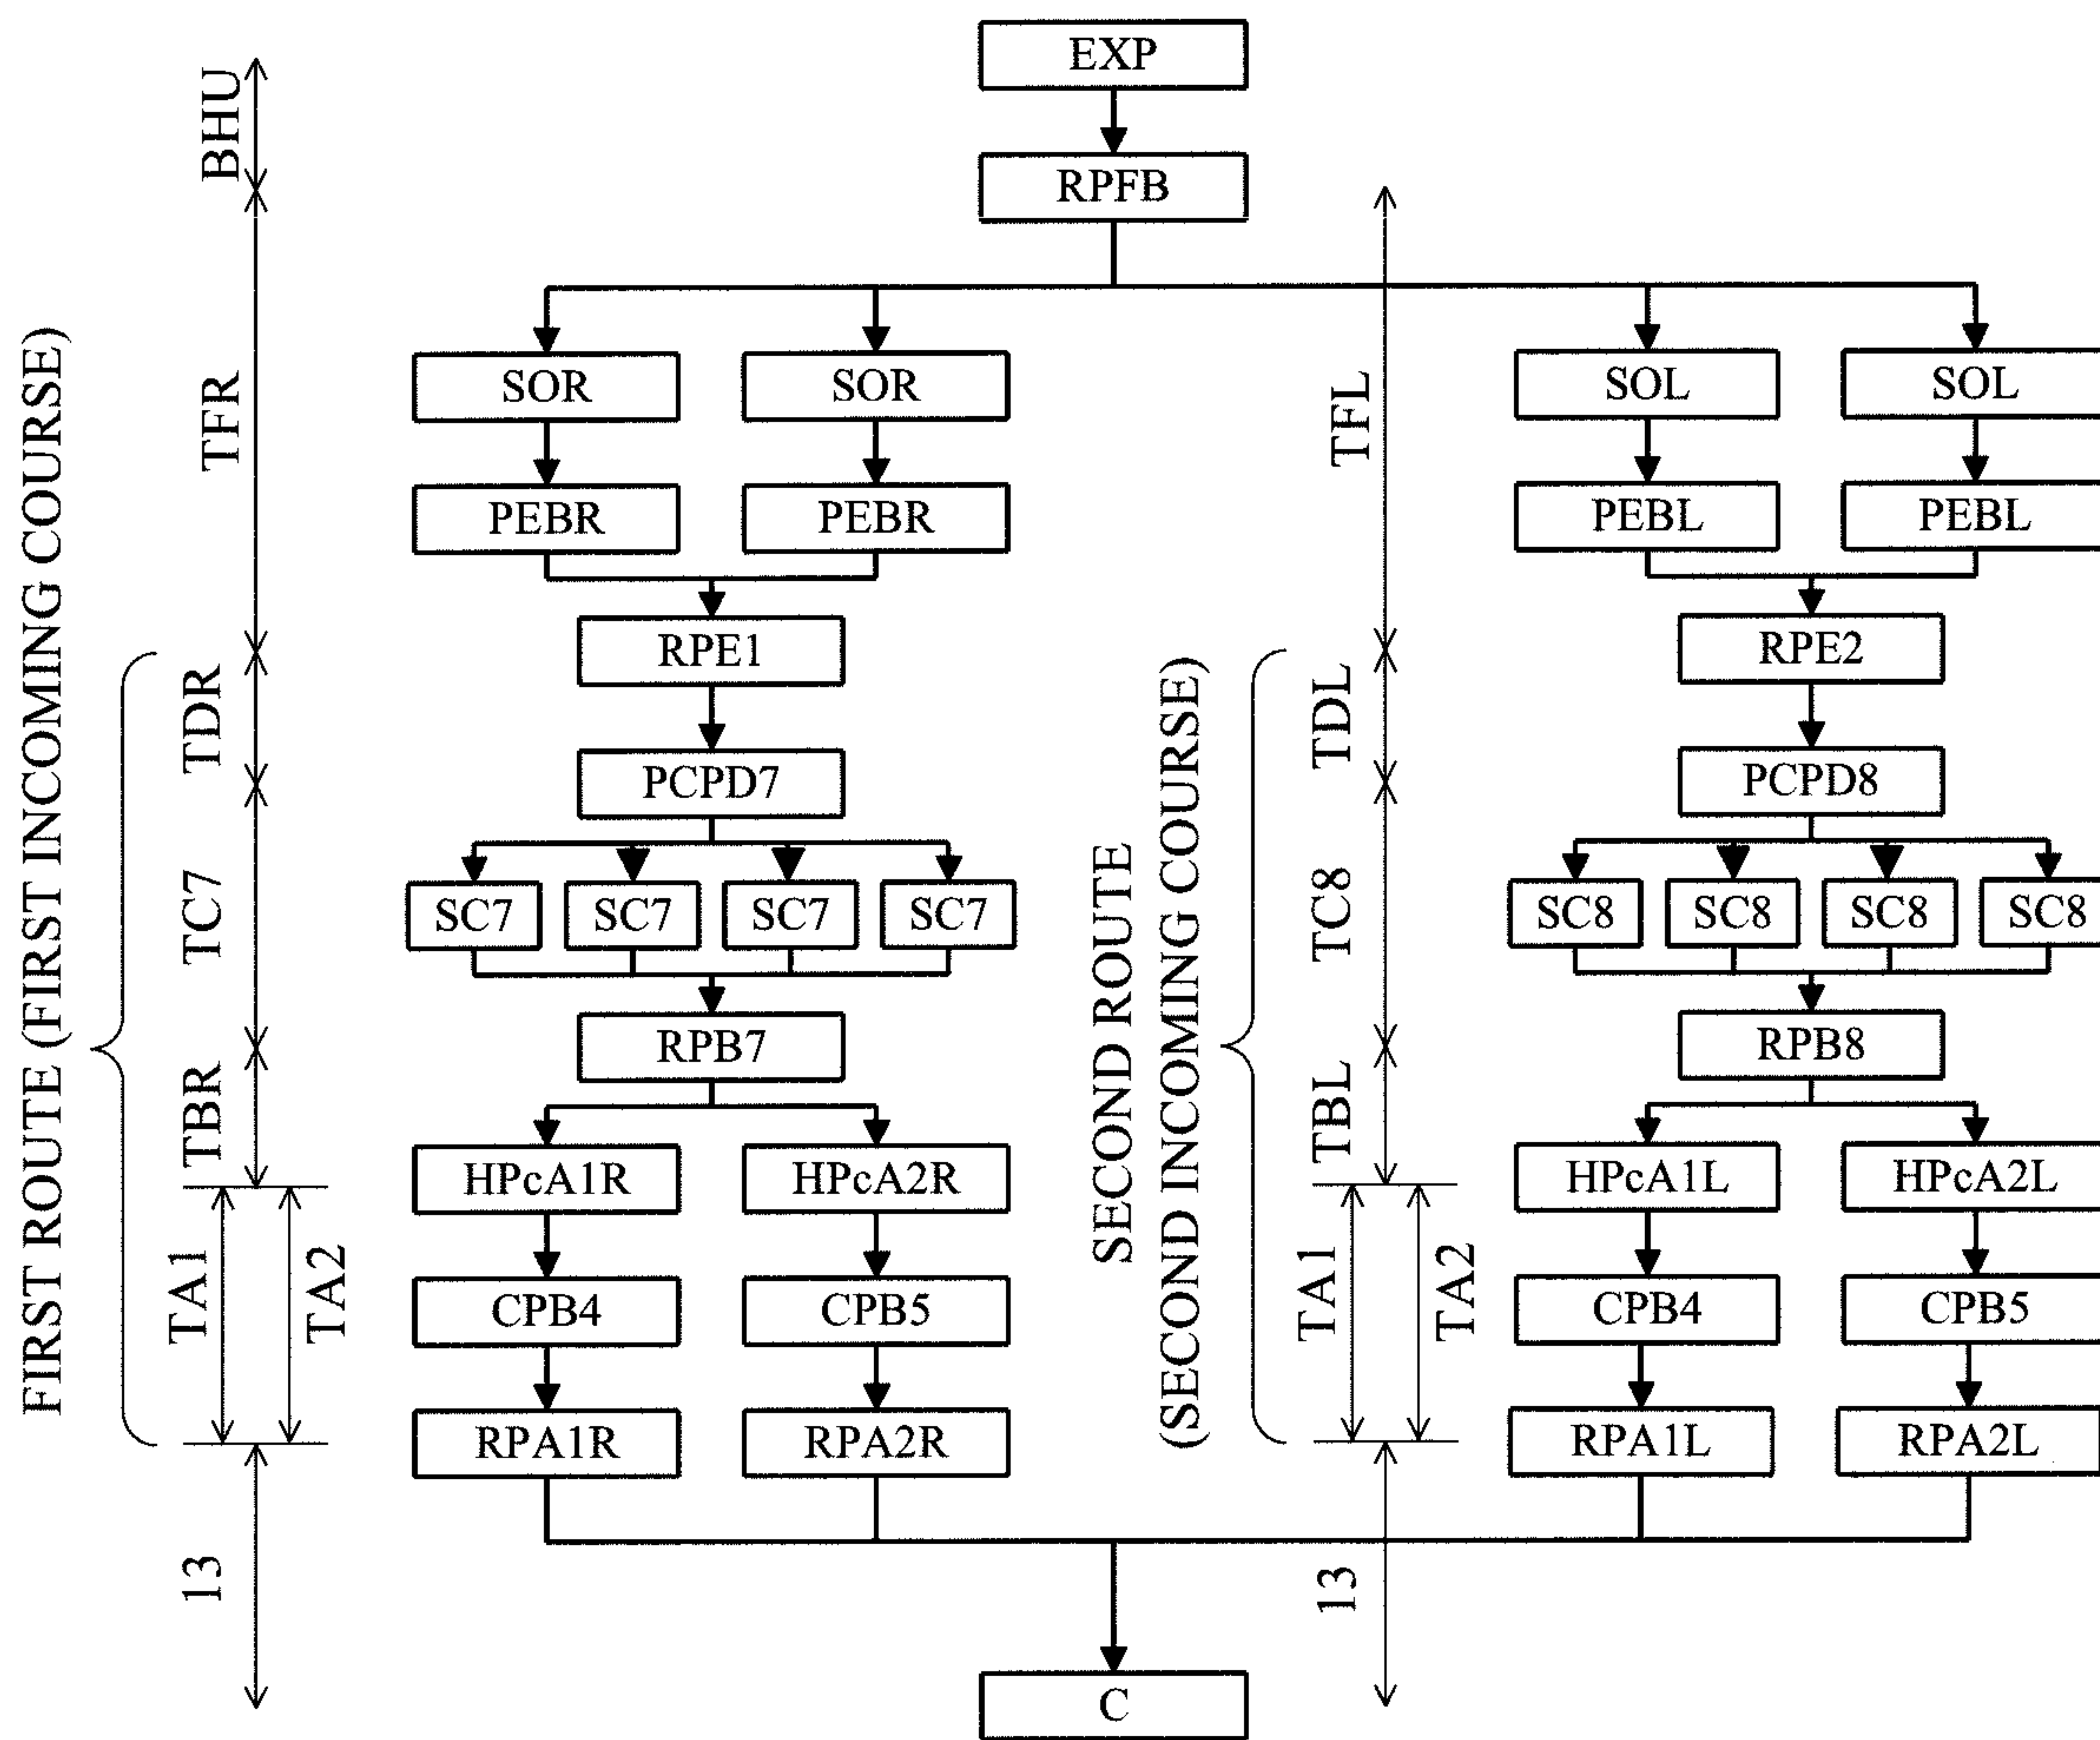 EXP
BHU
RPFB
SOR SOR SOL SOL
TFR
TFL
PEBR PEBR PEBL PEBL
RPE1 RPE2
FIRST ROUTE (FIRST INCOMING COURSE)
TDR
TDL
PCPD7 PCPD8
SECOND ROUTE
(SECOND INCOMING COURSE)
TC7
TC8
SC7 SC7 SC7 SC7 SC8 SC8 SC8 SC8
RPB7 RPB8
TBR
TBL
HPcA1R HPcA2R HPcA1L HPcA2L
TA1 TA2
TA1 TA2
CPB4 CPB5 CPB4 CPB5
RPA1R RPA2R RPA1L RPA2L
13
13
C